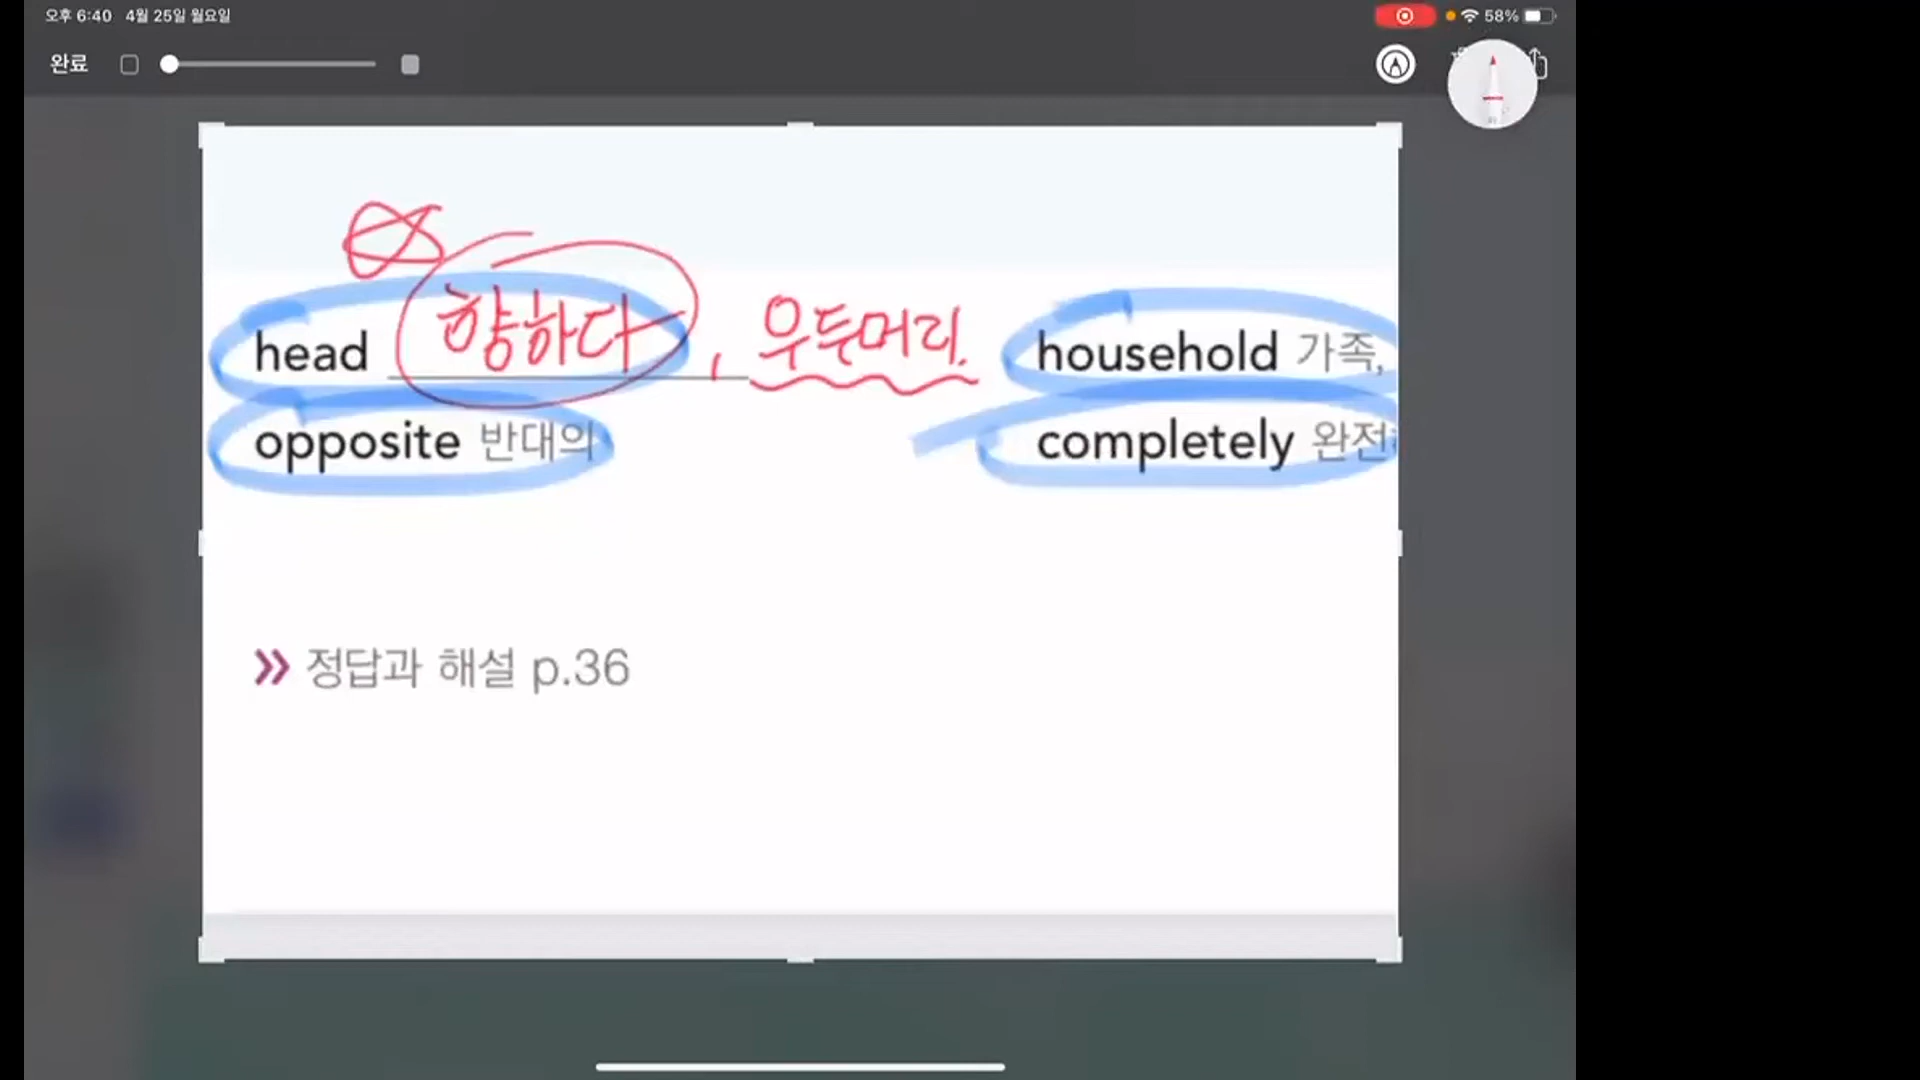 오후 6:40 4월 25일 월요일
58%
완료
head 향하다, 우두머리.
household 가족,
opposite 반대의
completely 완전
정답과 해설 p.36